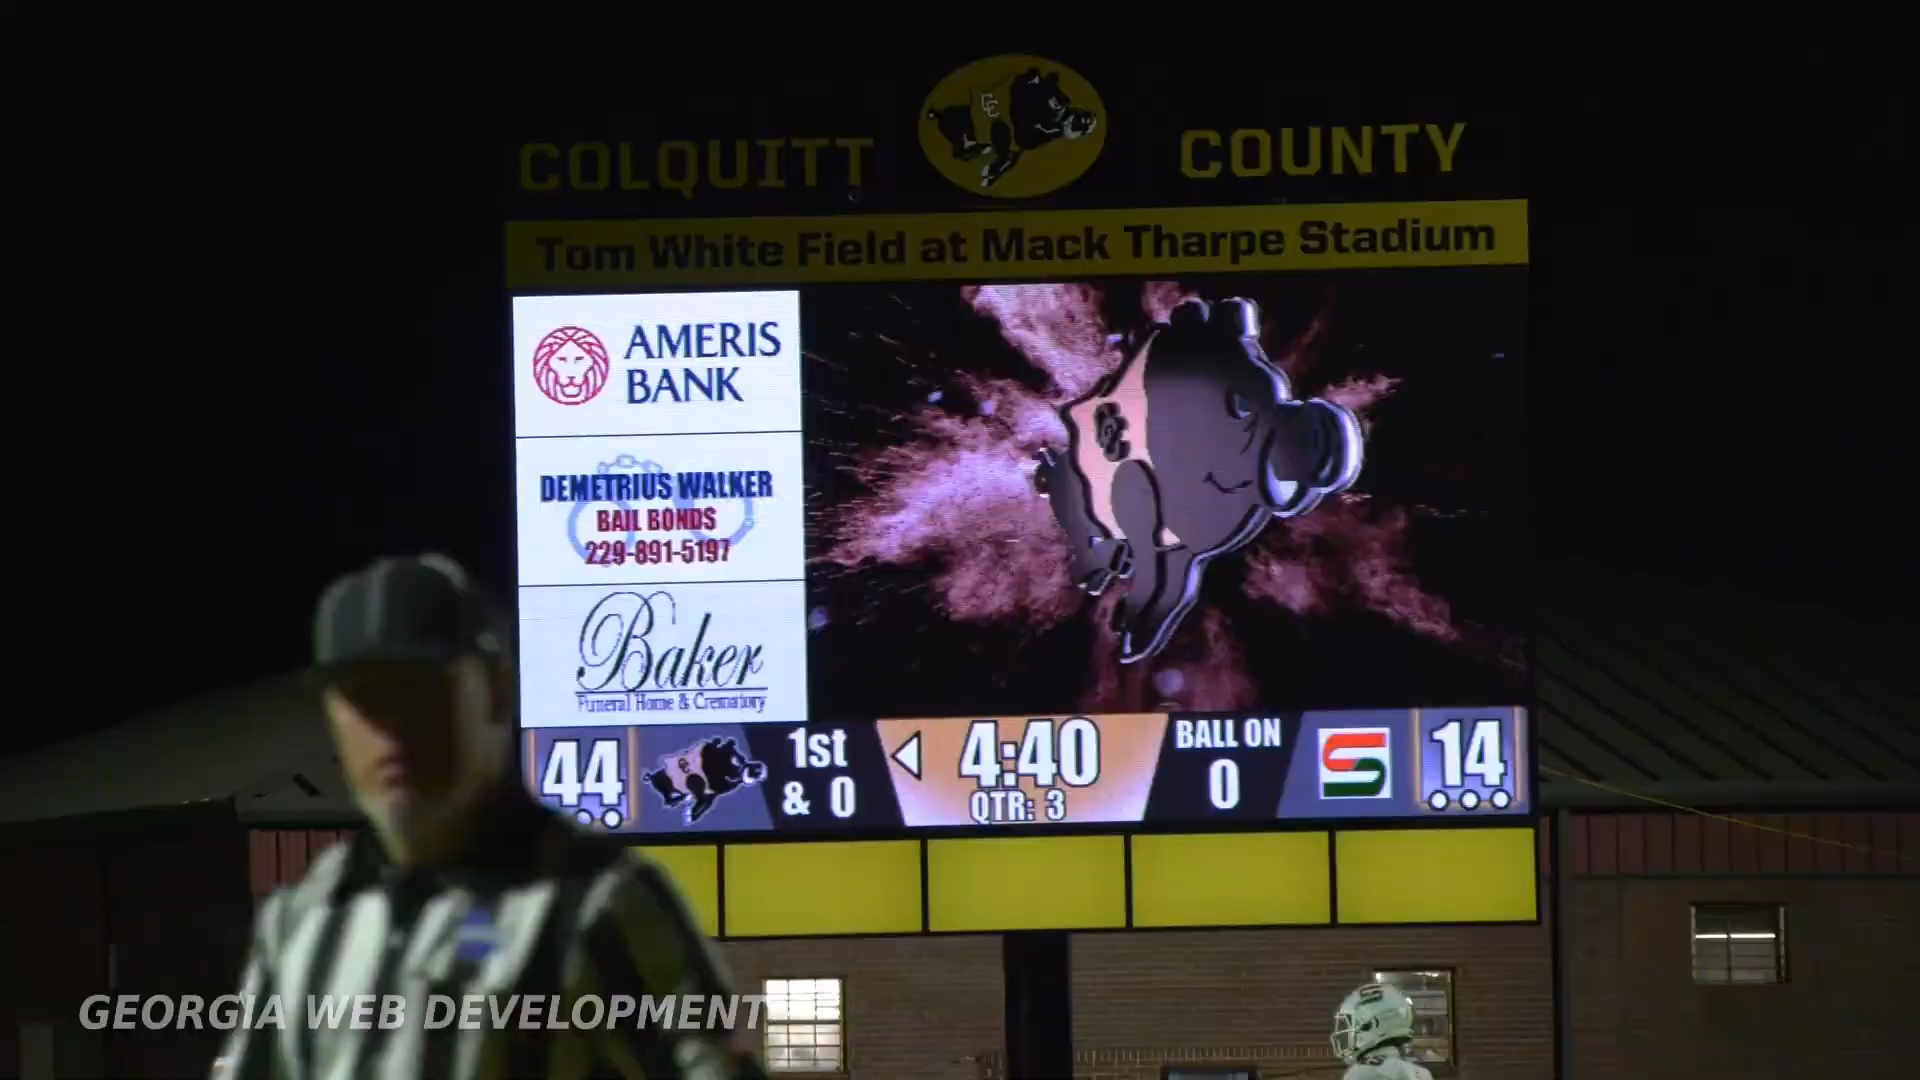 COLQUITT COUNTY
Tom White Field at Mack Tharpe Stadium
AMERIS
BANK
DEMETRIUS WALKER
BAIL BONDS
229-891-5197
Baker
Funeral Home & Crematory
44
1st
& 0
4:40
QTR: 3
BALL ON
0
S
14
GEORGIA WEB DEVELOPMENT